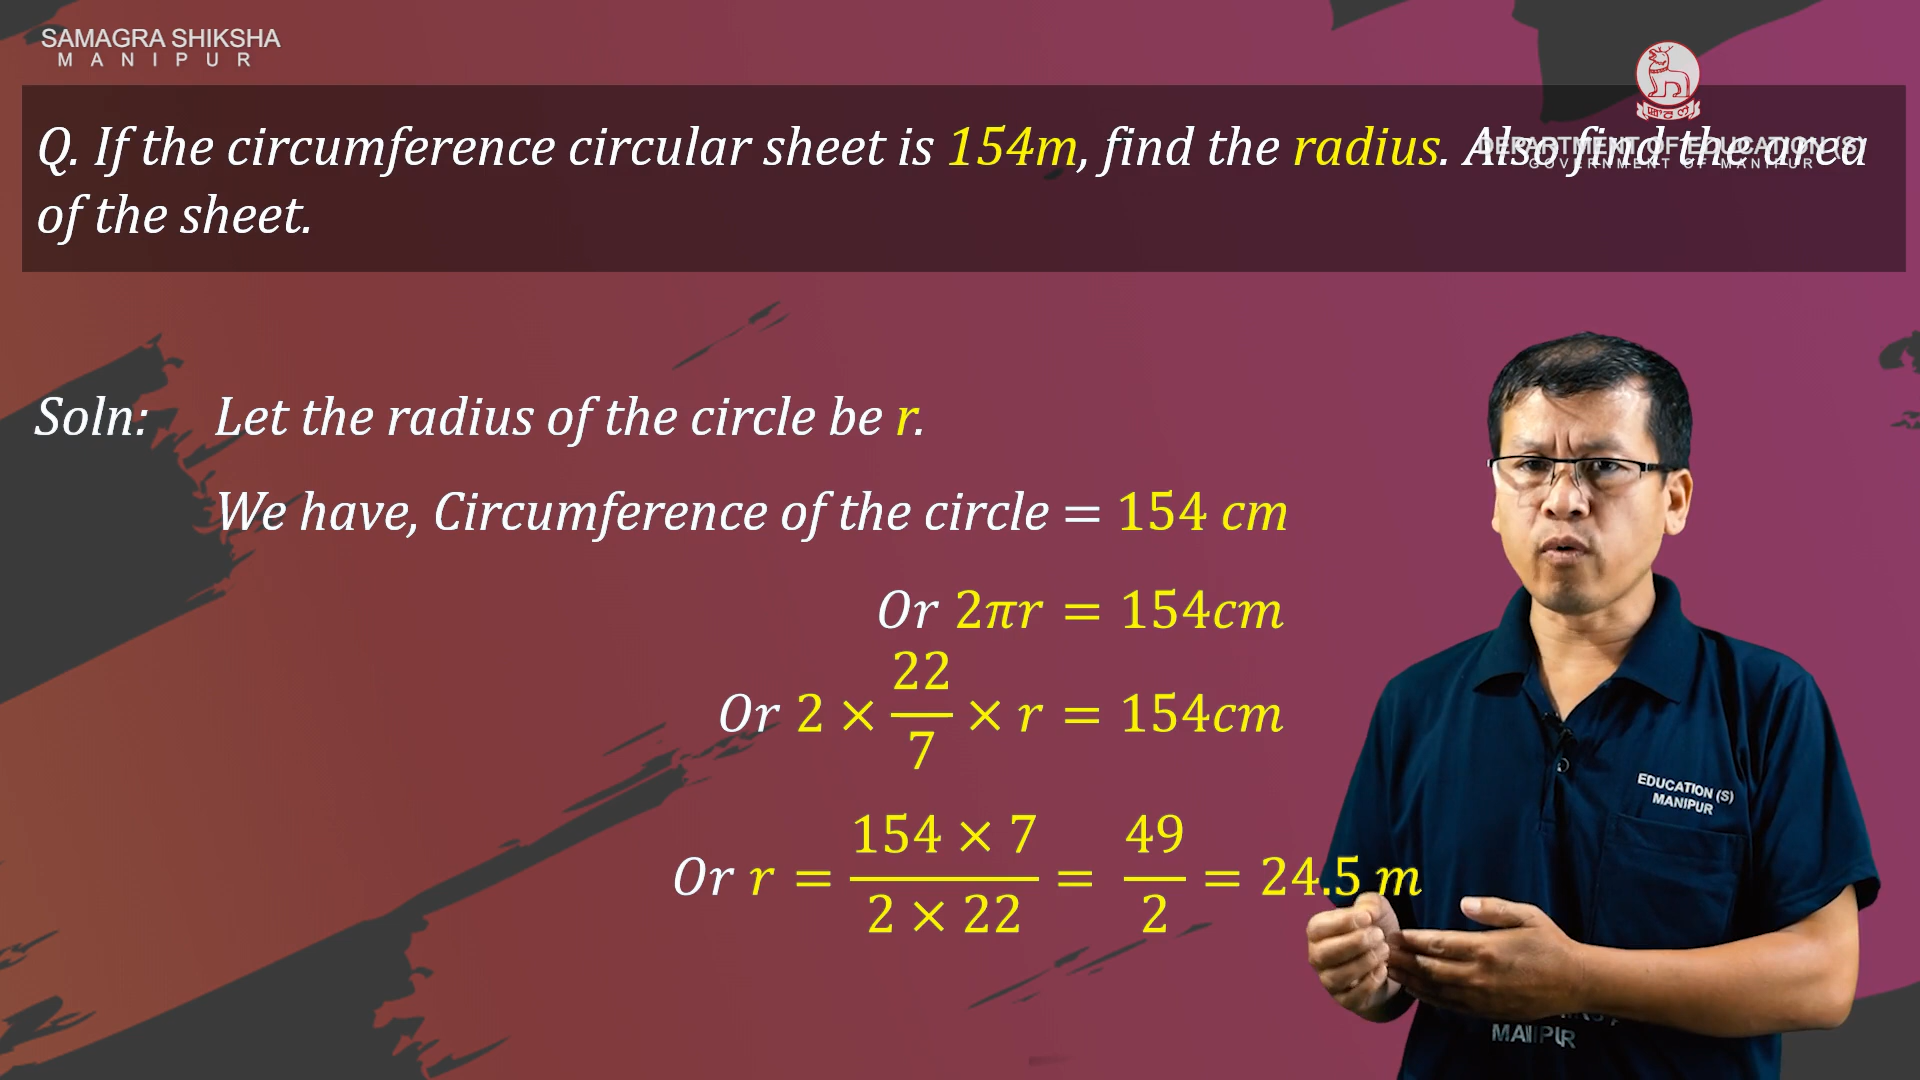 SAMAGRA SHIKSHA
MANIPUR
Q. If the circumference circular sheet is 154m, find the radius. Also find the area
of the sheet.
DEPARTMENT OF EDUCATION (S)
GOVERNMENT OF MANIPUR
Soln: Let the radius of the circle be r.
We have, Circumference of the circle = 154 cm
Or 2πr = 154cm
Or 2 × 22/7 × r = 154cm
Or r = (154 × 7)/(2 × 22) = 49/2 = 24.5 m
EDUCATION (S)
MANIPUR
MANIPUR